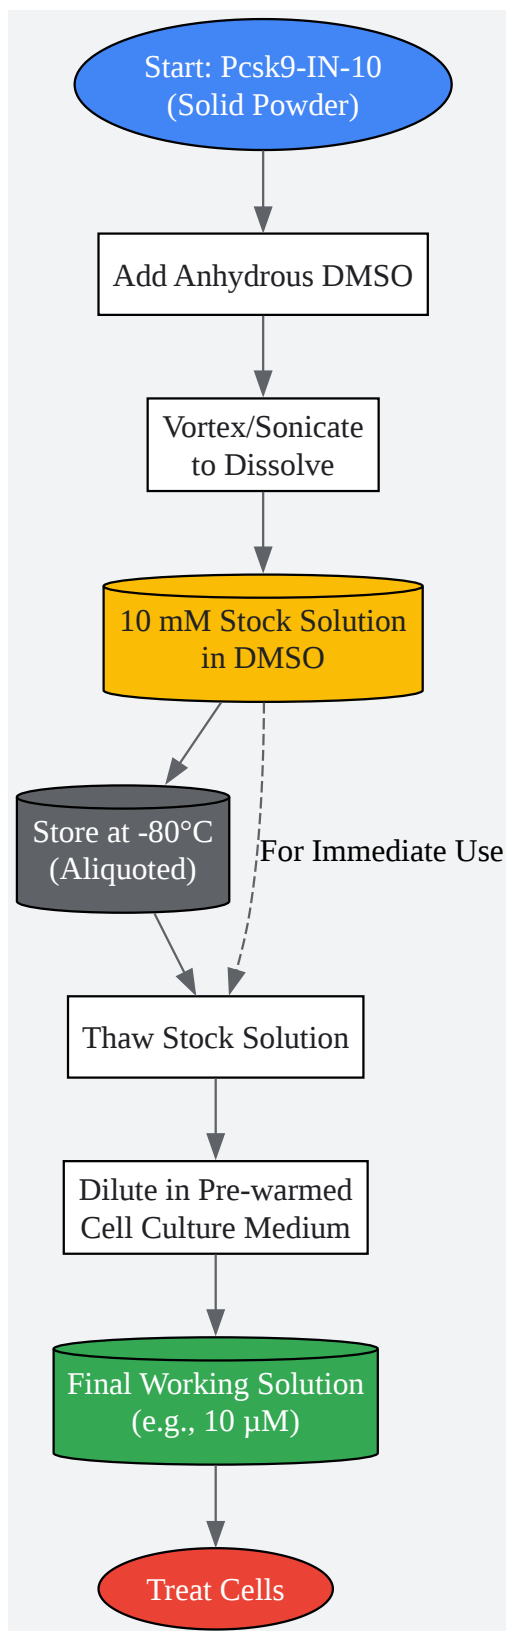 Start: Pcsk9-IN-10
(Solid Powder)
Add Anhydrous DMSO
Vortex/Sonicate
to Dissolve
10 mM Stock Solution
in DMSO
Store at -80°C
(Aliquoted)
For Immediate Use
Thaw Stock Solution
Dilute in Pre-warmed
Cell Culture Medium
Final Working Solution
(e.g., 10 µM)
Treat Cells